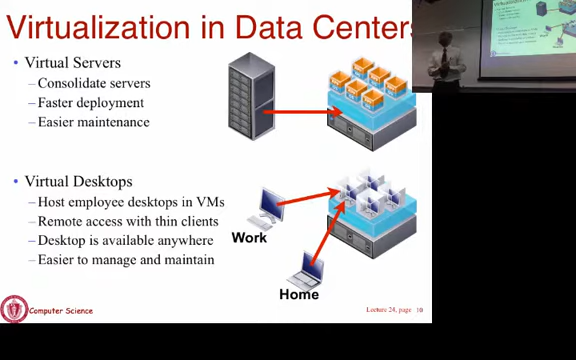 Virtualization in Data Centers
• Virtual Servers
– Consolidate servers
– Faster deployment
– Easier maintenance
• Virtual Desktops
– Host employee desktops in VMs
– Remote access with thin clients
– Desktop is available anywhere
– Easier to manage and maintain
Work
Home
Computer Science
Lecture 24, page 10